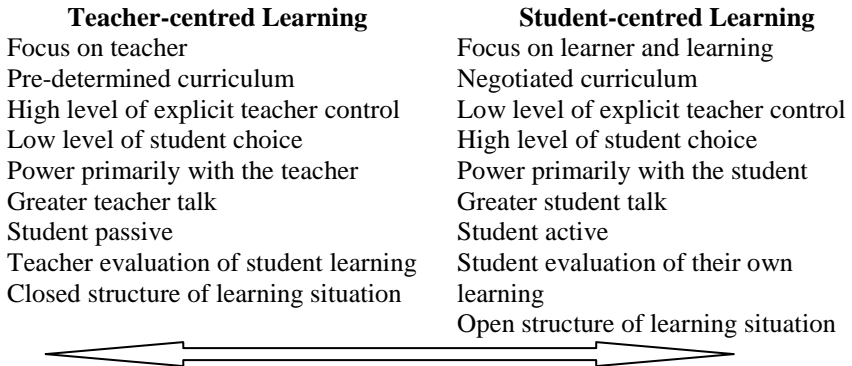 Teacher-centred Learning
Focus on teacher
Pre-determined curriculum
High level of explicit teacher control
Low level of student choice
Power primarily with the teacher
Greater teacher talk
Student passive
Teacher evaluation of student learning
Closed structure of learning situation
Student-centred Learning
Focus on learner and learning
Negotiated curriculum
Low level of explicit teacher control
High level of student choice
Power primarily with the student
Greater student talk
Student active
Student evaluation of their own
learning
Open structure of learning situation